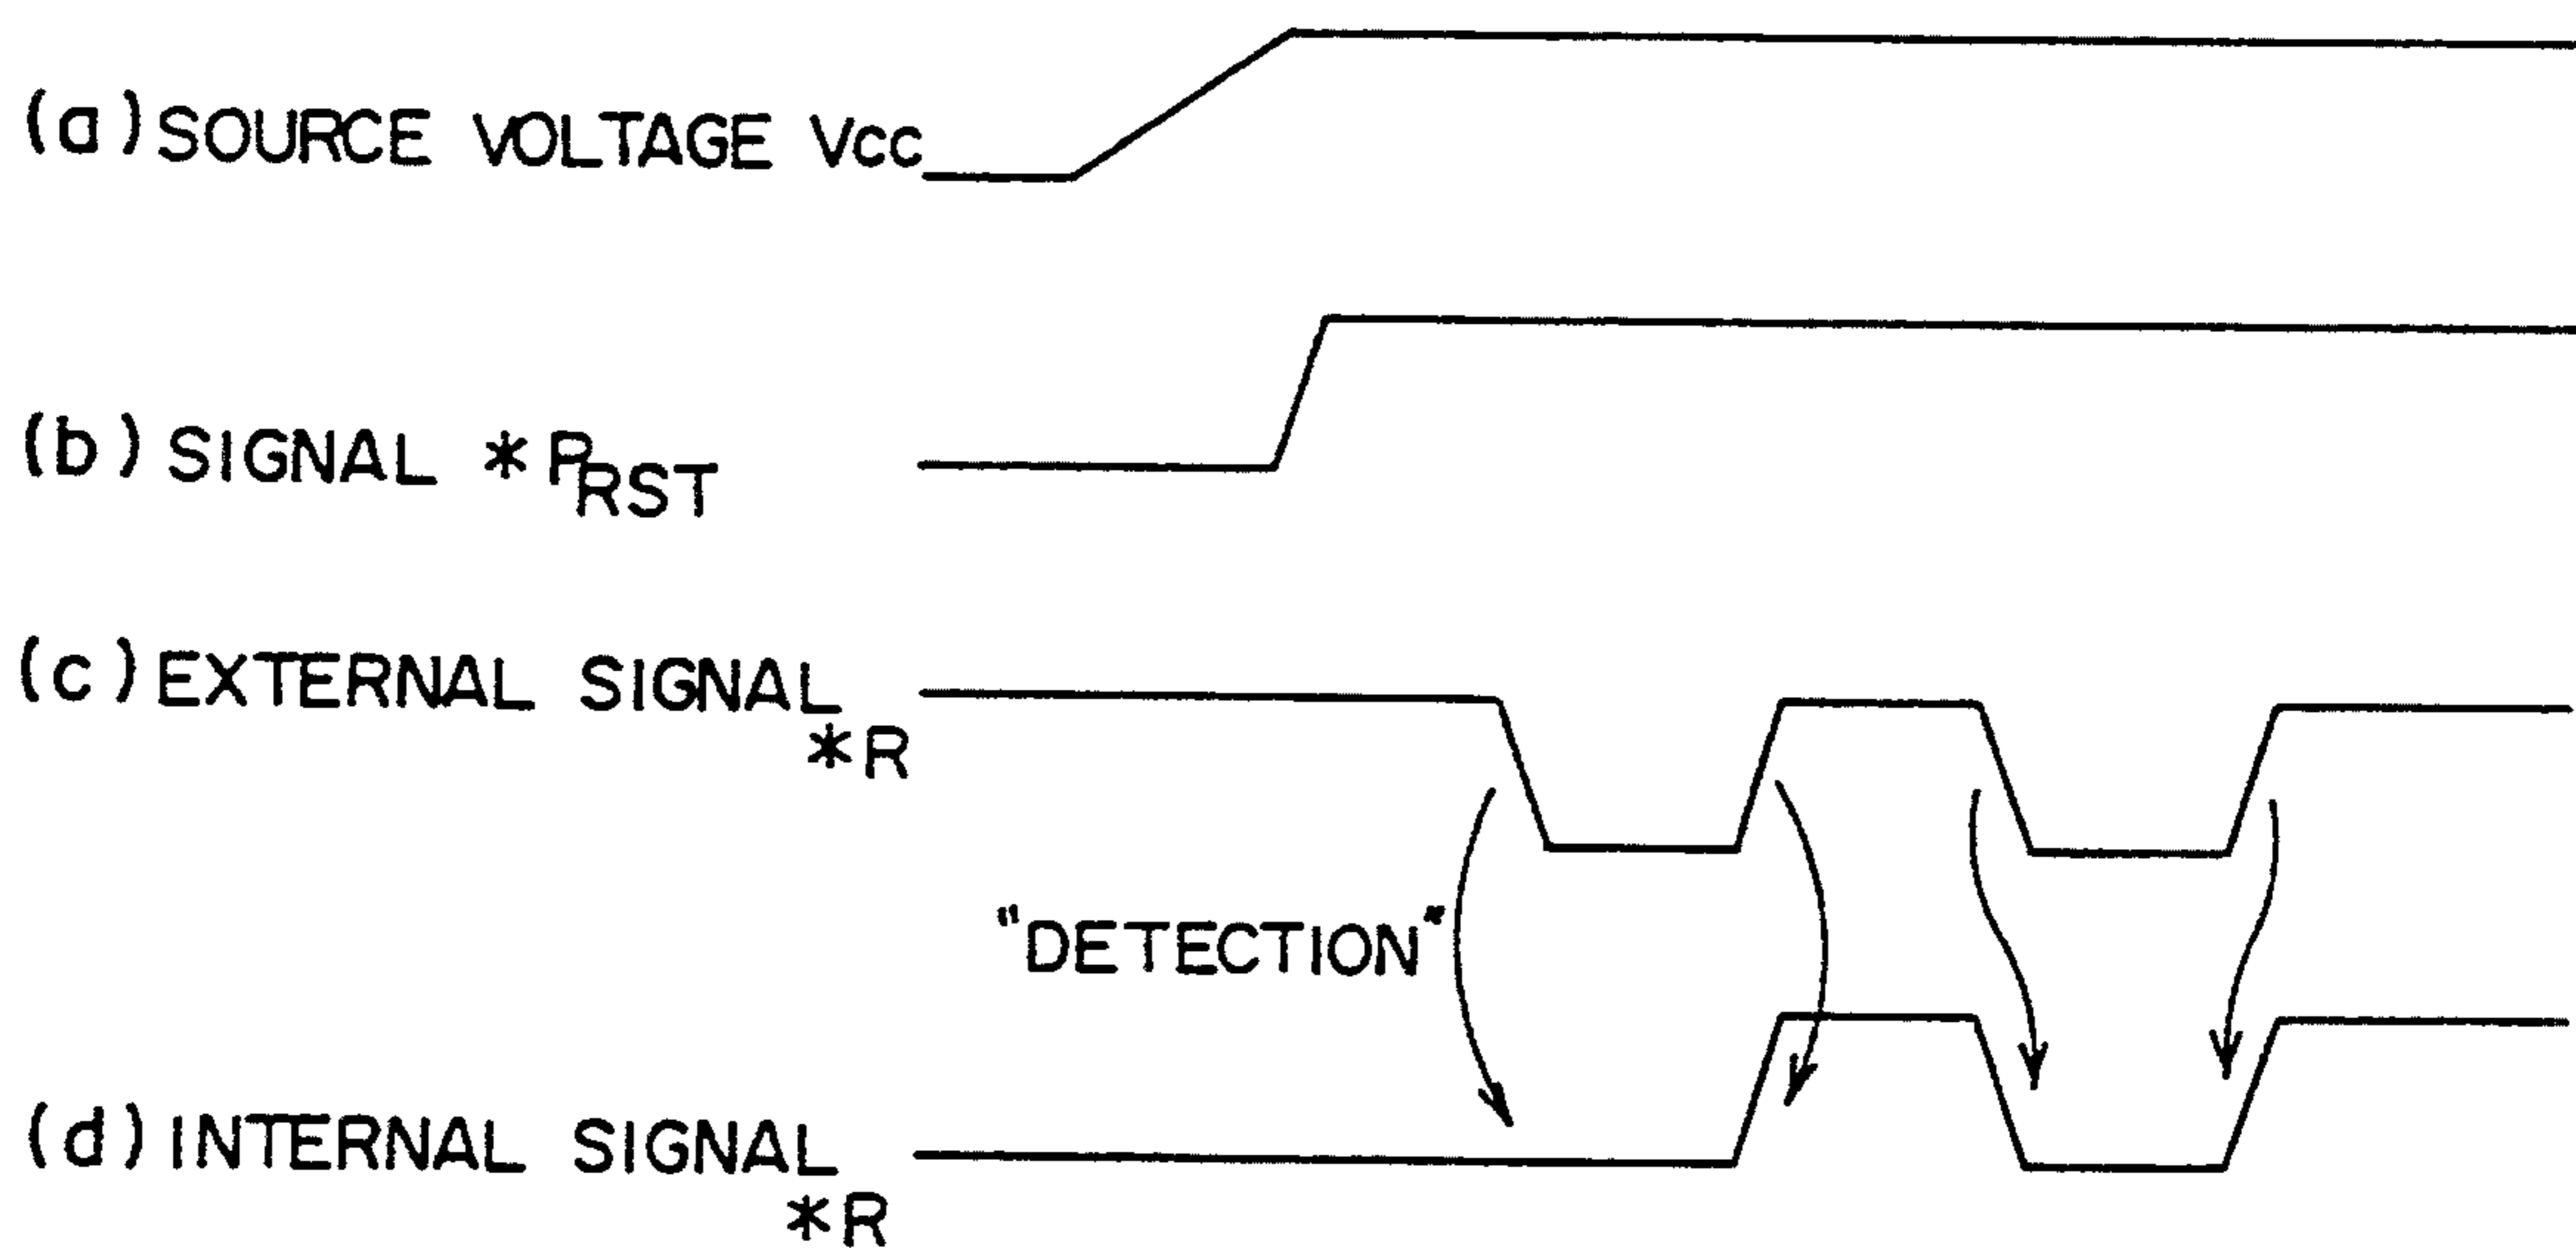 (a) SOURCE VOLTAGE Vcc
(b) SIGNAL *PRST
(c) EXTERNAL SIGNAL
*R
"DETECTION"
(d) INTERNAL SIGNAL
*R